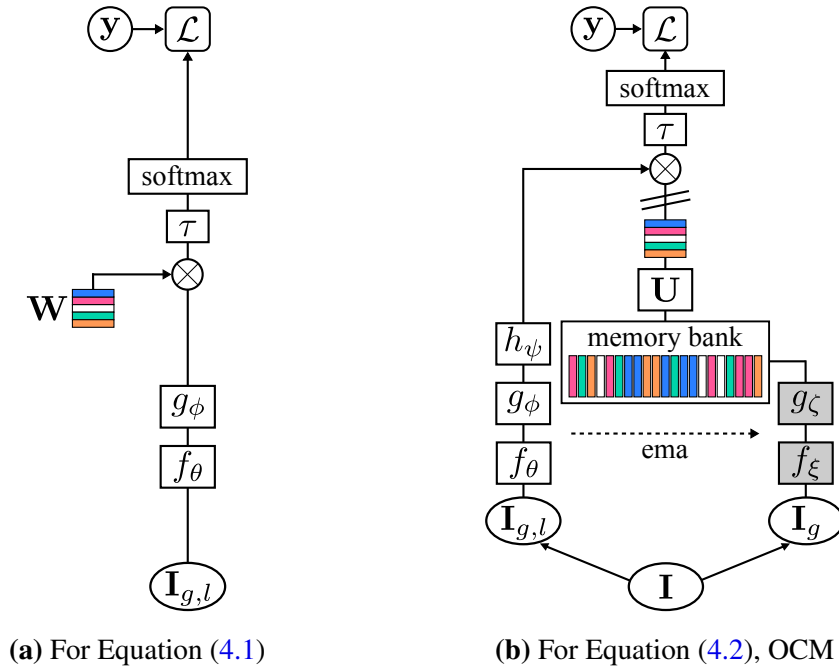 y
ℒ
softmax
τ
⊗
W
g_ϕ
f_θ
I_{g,l}
(a) For Equation (4.1)
y
ℒ
softmax
τ
⊗
U
memory bank
h_ψ
g_ϕ
g_ζ
ema
f_θ
f_ξ
I_{g,l}
I_g
I
(b) For Equation (4.2), OCM